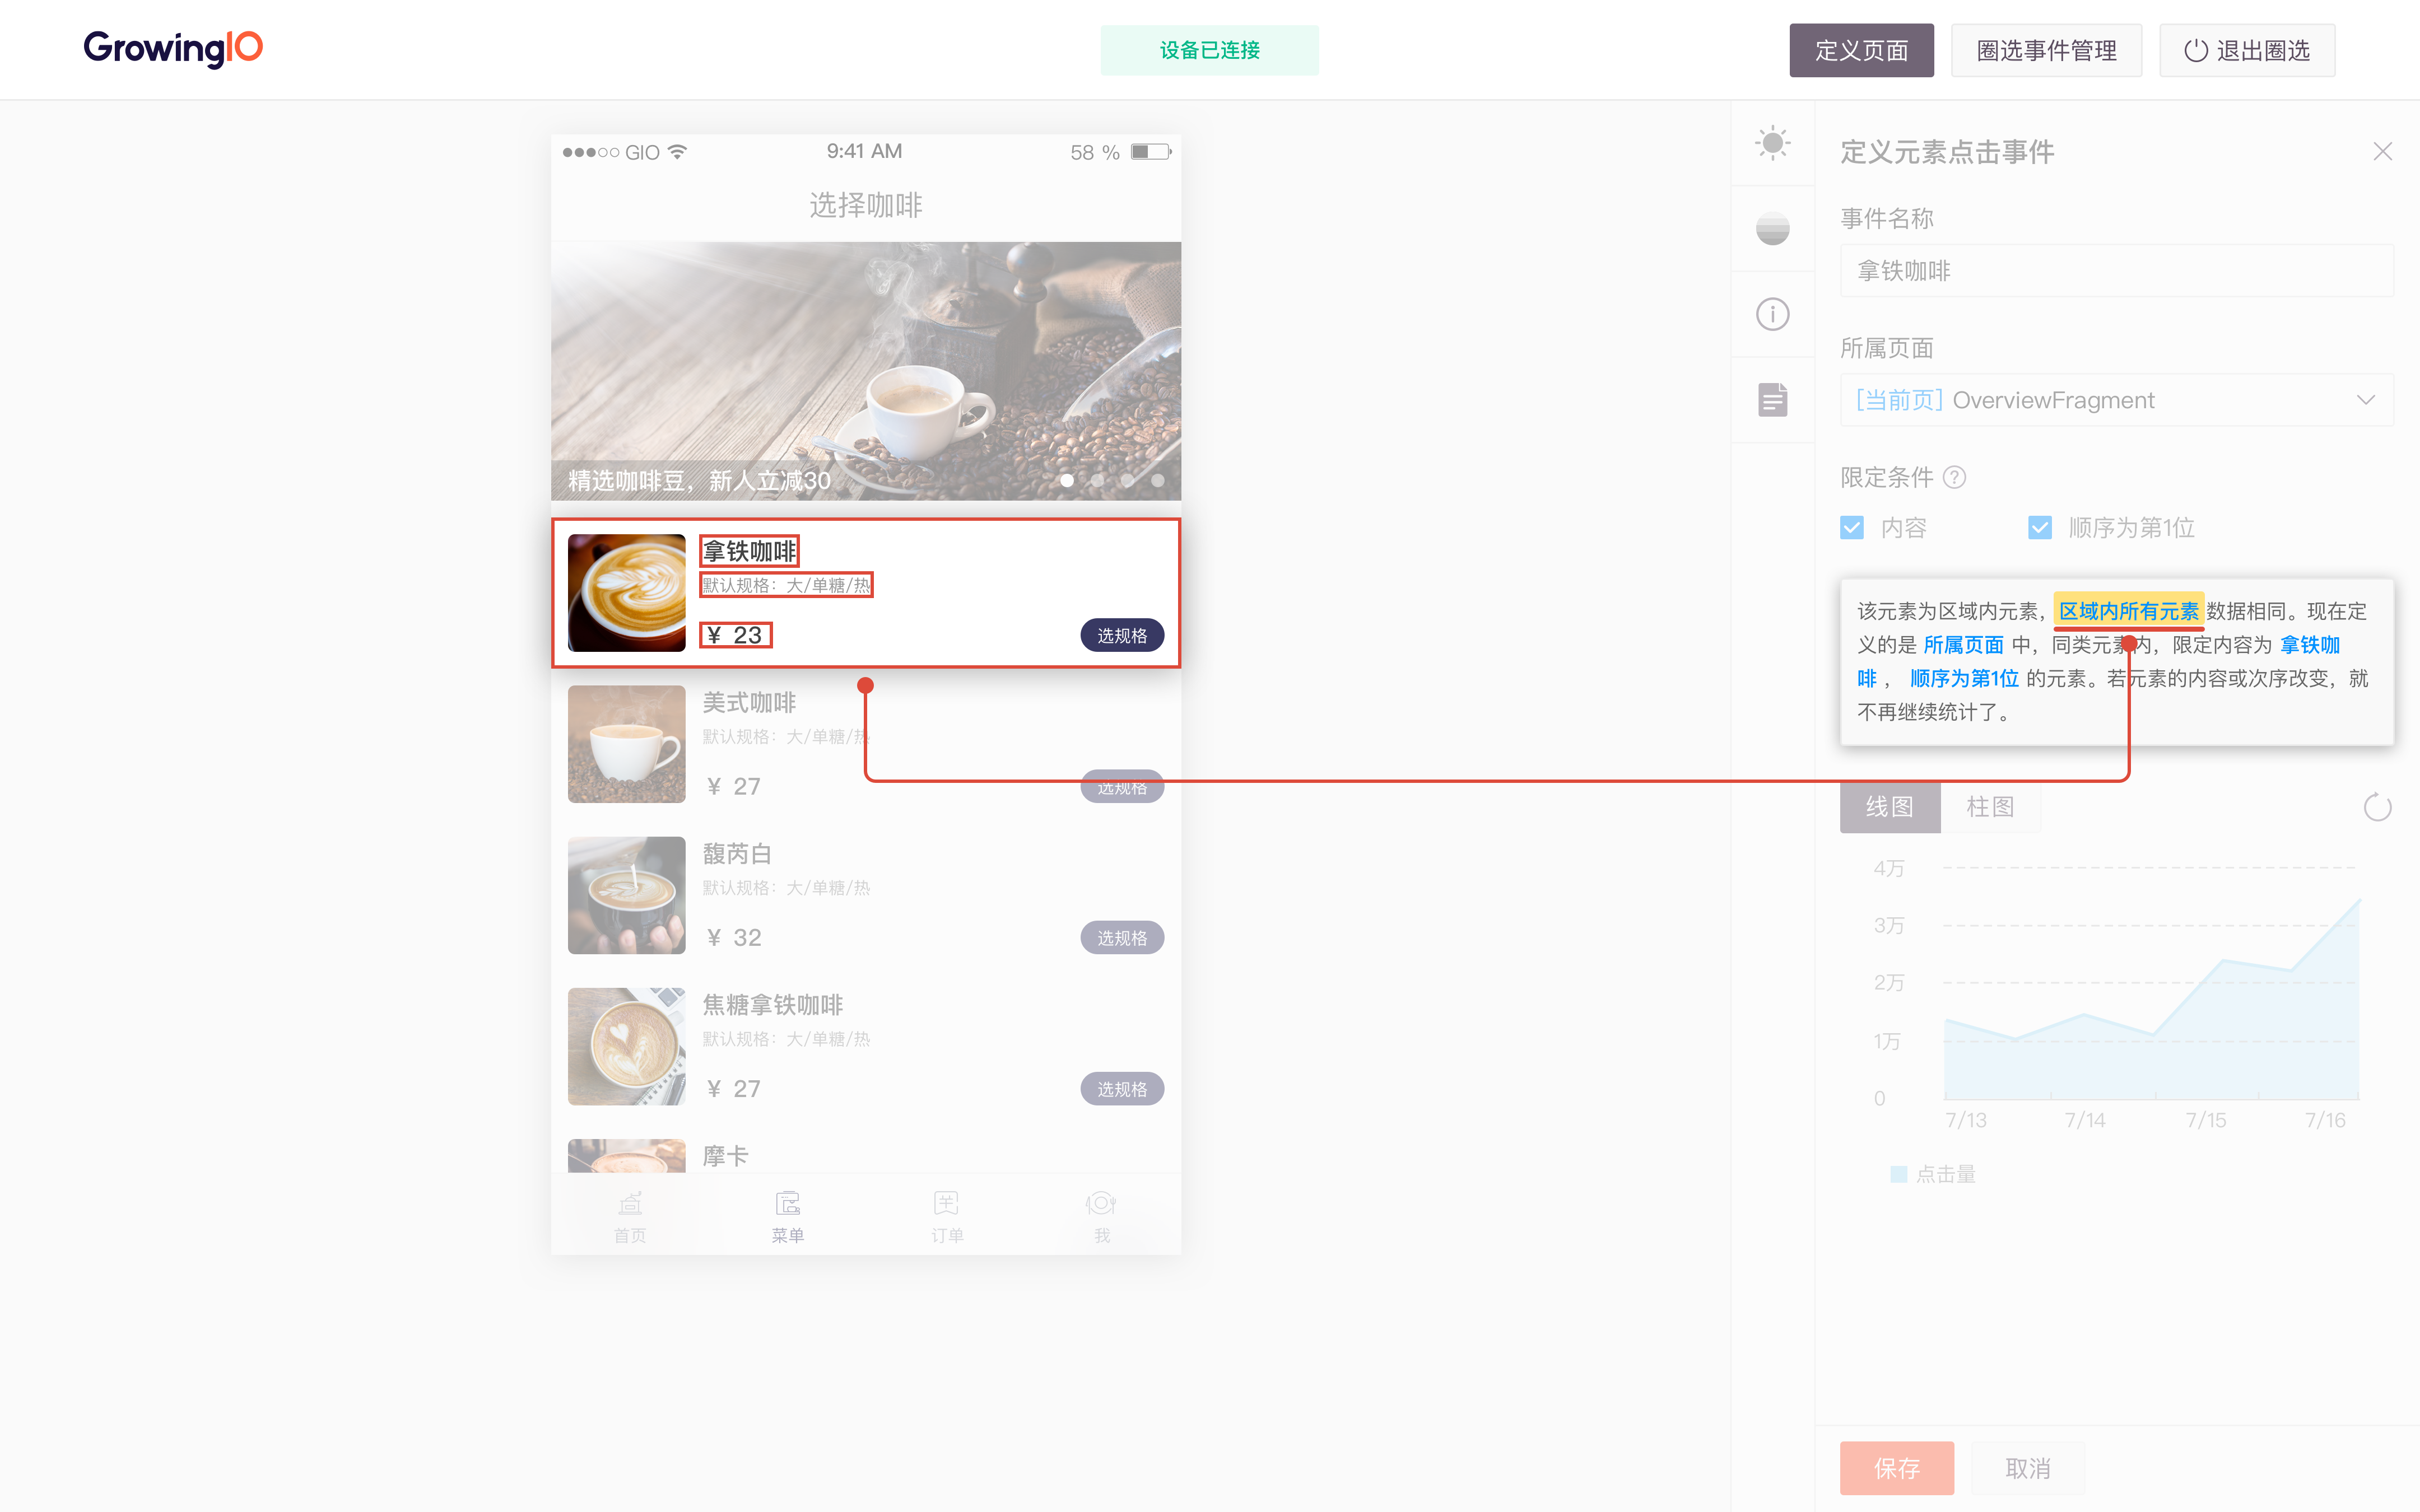 GrowingIO
设备已连接
定义页面
圈选事件管理
退出圈选
GIO
9:41 AM
58 %
选择咖啡
精选咖啡豆，新人立减30
拿铁咖啡
默认规格：大/单糖/热
¥ 23
选规格
美式咖啡
默认规格：大/单糖/热
¥ 27
选规格
馥芮白
默认规格：大/单糖/热
¥ 32
选规格
焦糖拿铁咖啡
默认规格：大/单糖/热
¥ 27
选规格
摩卡
首页
菜单
订单
我
定义元素点击事件
事件名称
拿铁咖啡
所属页面
[当前页] OverviewFragment
限定条件 ?
内容
顺序为第1位
该元素为区域内元素，区域内所有元素 数据相同。现在定
义的是 所属页面 中，同类元素内，限定内容为 拿铁咖
啡 ， 顺序为第1位 的元素。若元素的内容或次序改变，就
不再继续统计了。
线图
柱图
4万
3万
2万
1万
0
7/13
7/14
7/15
7/16
点击量
保存
取消